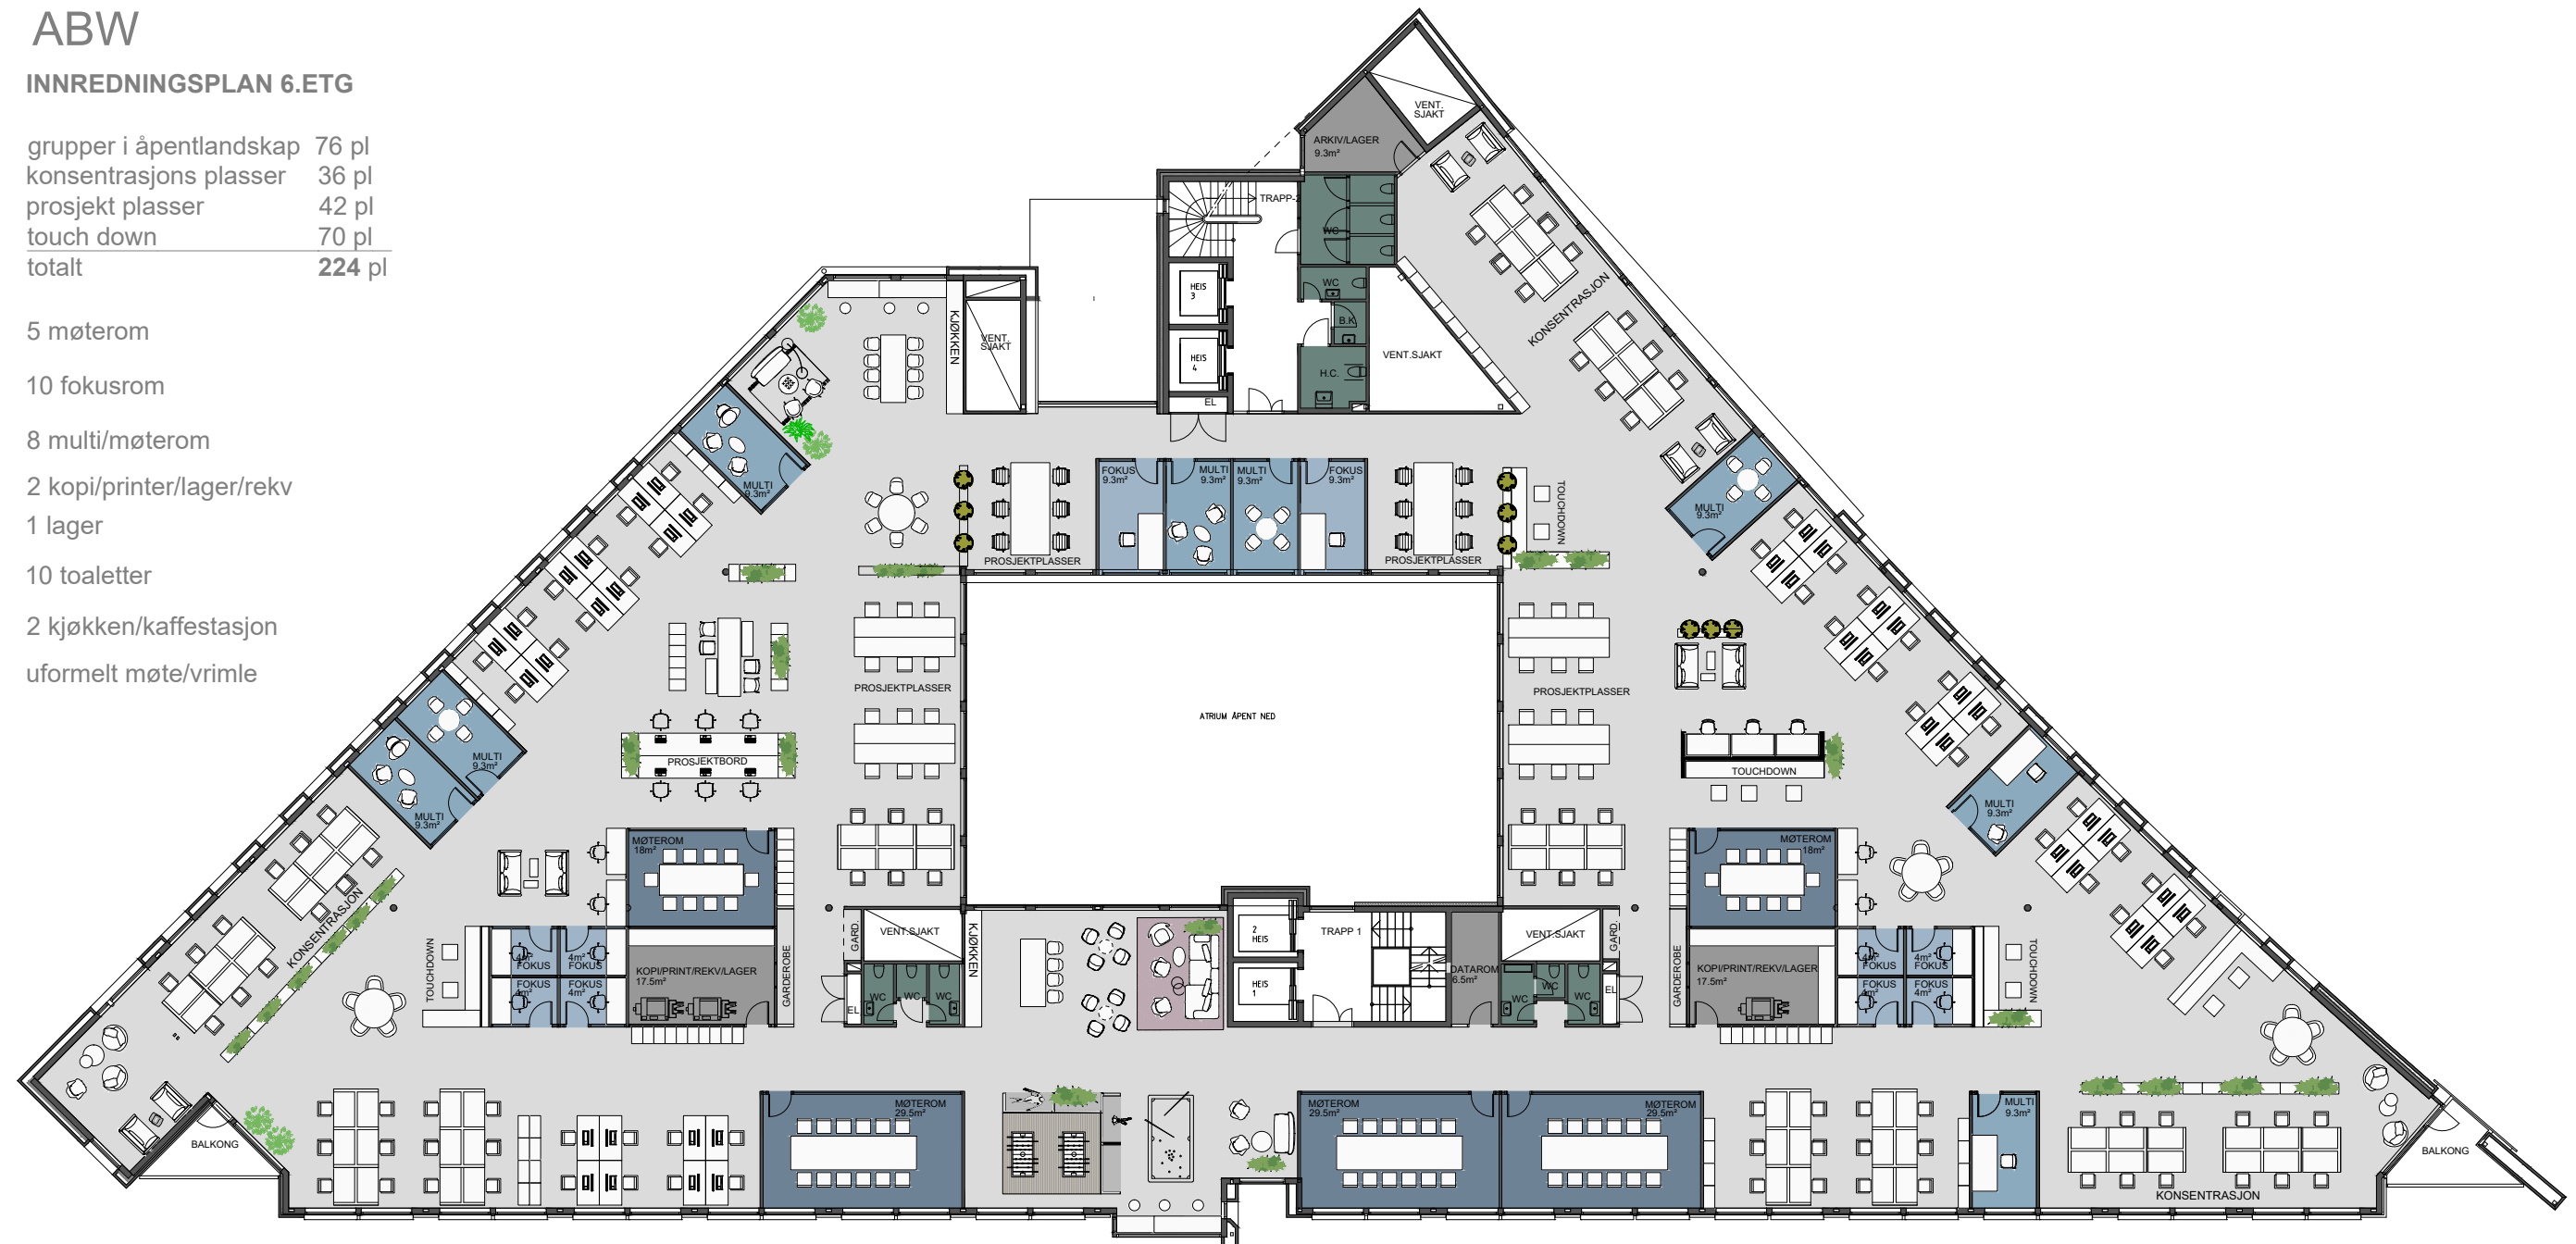 ABW
INNREDNINGSPLAN 6.ETG
grupper i åpentlandskap 76 pl
konsentrasjons plasser 36 pl
prosjekt plasser 42 pl
touch down 70 pl
totalt 224 pl
5 møterom
10 fokusrom
8 multi/møterom
2 kopi/printer/lager/rekv
1 lager
10 toaletter
2 kjøkken/kaffestasjon
uformelt møte/vrimle
VENT.
SJAKT
ARKIV/LAGER
9.3m²
TRAPP-2
WC
HEIS
3
WC
B.K
HEIS
4
H.C.
EL
VENT.SJAKT
KONSENTRASJON
KJØKKEN
VENT.
SJAKT
MULTI
9.3m²
FOKUS
9.3m²
MULTI
9.3m²
MULTI
9.3m²
FOKUS
9.3m²
PROSJEKTPLASSER
PROSJEKTPLASSER
TOUCHDOWN
MULTI
9.3m²
PROSJEKTPLASSER
PROSJEKTPLASSER
ATRIUM ÅPENT NED
MULTI
9.3m²
MULTI
9.3m²
PROSJEKTBORD
TOUCHDOWN
MULTI
9.3m²
MØTEROM
18m²
MØTEROM
18m²
KONSENTRASJON
TOUCHDOWN
FOKUS
4m²
FOKUS
4m²
FOKUS
4m²
FOKUS
4m²
KOPI/PRINT/REKV/LAGER
17.5m²
GARDEROBE
GARD.
VENT.SJAKT
EL
WC
WC
WC
KJØKKEN
2
HEIS
HEIS
1
TRAPP 1
DATAROM
6.5m²
VENT.SJAKT
WC
WC
WC
GARD.
EL
GARDEROBE
KOPI/PRINT/REKV/LAGER
17.5m²
4m²
FOKUS
4m²
FOKUS
FOKUS
4m²
FOKUS
4m²
TOUCHDOWN
BALKONG
MØTEROM
29.5m²
MØTEROM
29.5m²
MØTEROM
29.5m²
MULTI
9.3m²
KONSENTRASJON
BALKONG